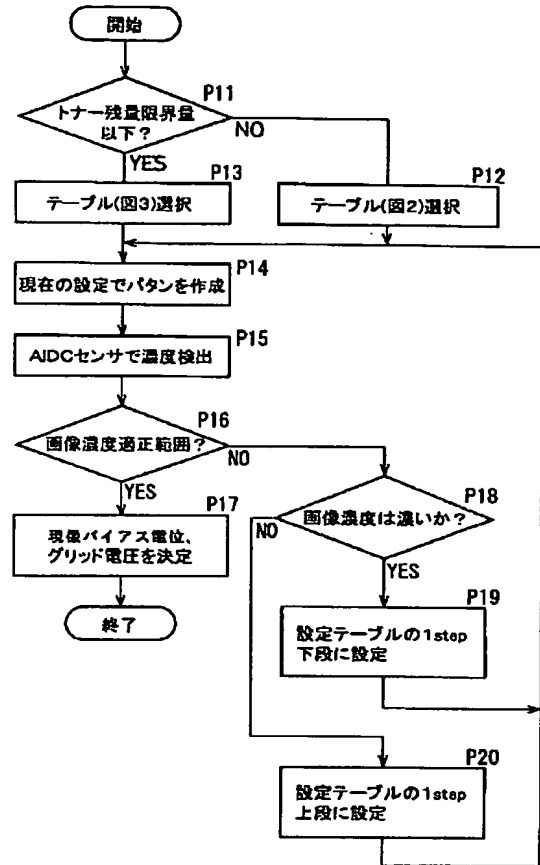 開始
P11
トナー残量限界量
以下？
NO
YES
P13
テーブル(図3)選択
P12
テーブル(図2)選択
P14
現在の設定でパタンを作成
P15
AIDCセンサで濃度検出
P16
画像濃度適正範囲？
NO
YES
P17
現像バイアス電位、
グリッド電圧を決定
終了
P18
画像濃度は濃いか？
NO
YES
P19
設定テーブルの1step
下段に設定
P20
設定テーブルの1step
上段に設定